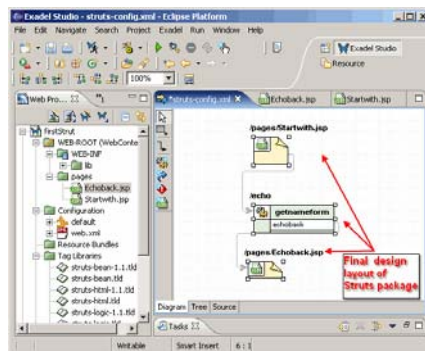 Exadel Studio - struts-config.xml - Eclipse Platform
File Edit Navigate Search Project Exadel Run Window Help
Exadel Studio
Resource
100%
Web Pro...
*struts-config.xml
Echoback.jsp
Startwith.jsp
firstStrut
WEB-ROOT (WebConte
WEB-INF
lib
pages
Echoback.jsp
Startwith.jsp
Configuration
default
web.xml
Resource Bundles
Tag Libraries
struts-bean-1.1.tld
struts-bean.tld
struts-html-1.1.tld
struts-html.tld
struts-logic-1.1.tld
/pages/Startwith.jsp
/echo
getnameform
echoback
/pages/Echoback.jsp
Final design
layout of
Struts package
Diagram Tree Source
Tasks
Writable
Smart Insert
6 : 1